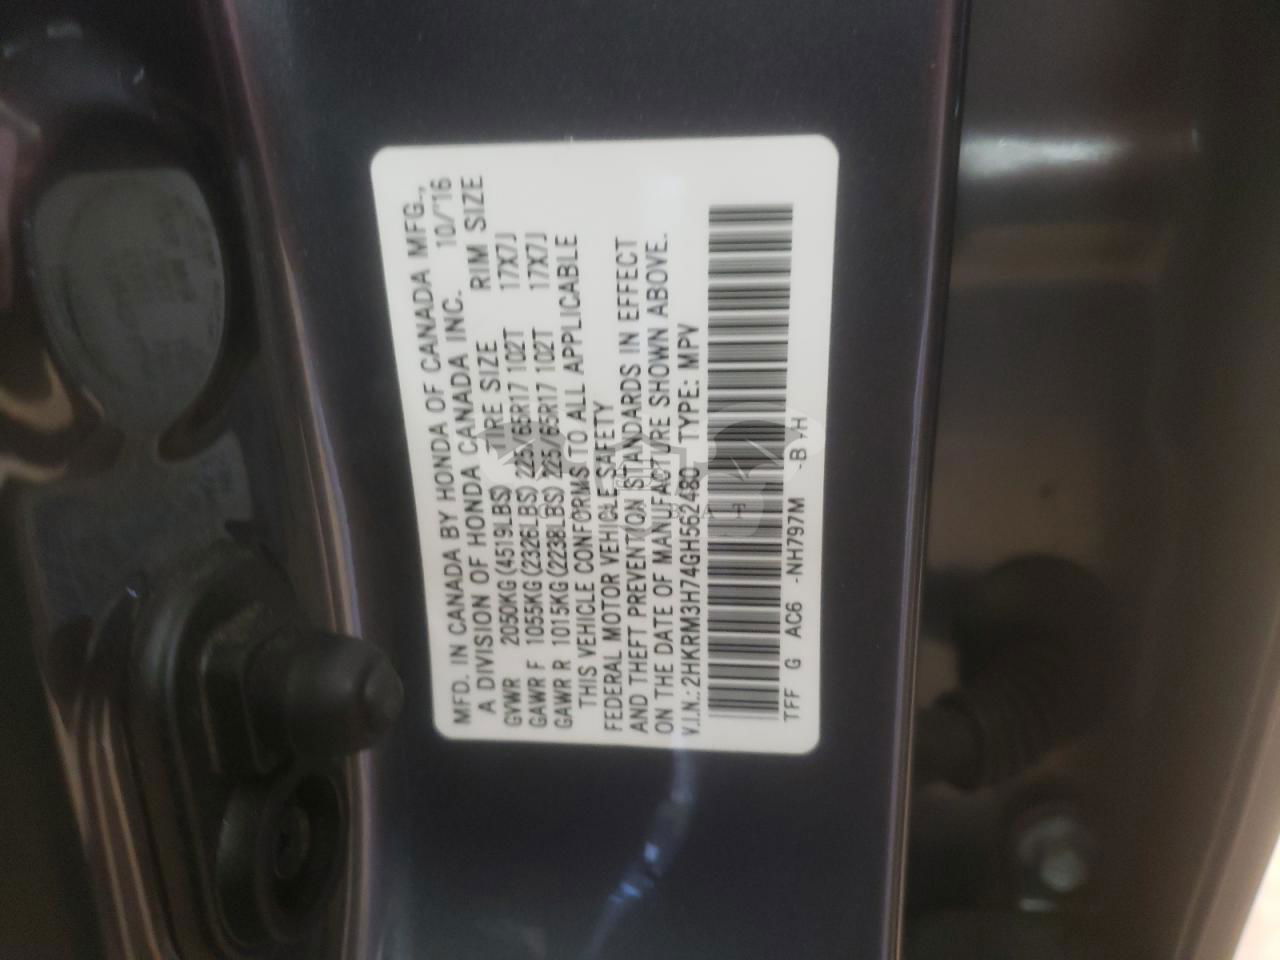 MFD. IN CANADA BY HONDA OF CANADA MFG.,
A DIVISION OF HONDA CANADA INC. 10/'16
TIRE SIZE RIM SIZE
GVWR 2050KG (4519LBS)
GAWR F 1055KG (2326LBS) 225/65R17 102T 17X7J
GAWR R 1015KG (2238LBS) 225/65R17 102T 17X7J
THIS VEHICLE CONFORMS TO ALL APPLICABLE
FEDERAL MOTOR VEHICLE SAFETY
AND THEFT PREVENTION STANDARDS IN EFFECT
ON THE DATE OF MANUFACTURE SHOWN ABOVE.
V.I.N.: 2HKRM3H74GH562480 TYPE: MPV
TFF G AC6 -NH797M